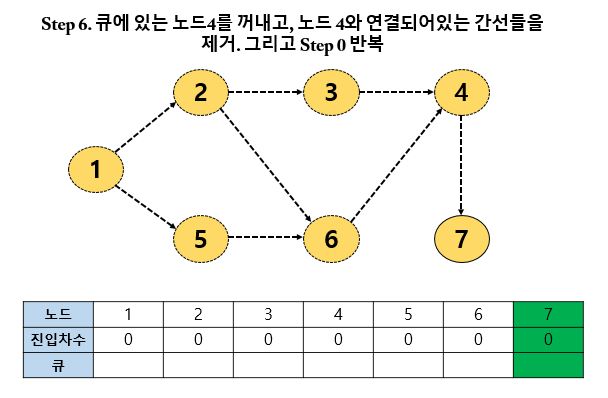 Step 6. 큐에 있는 노드4를 꺼내고, 노드 4와 연결되어있는 간선들을
제거. 그리고 Step 0 반복
2 3 4
1
5 6 7
노드 1 2 3 4 5 6 7
진입차수 0 0 0 0 0 0 0
큐